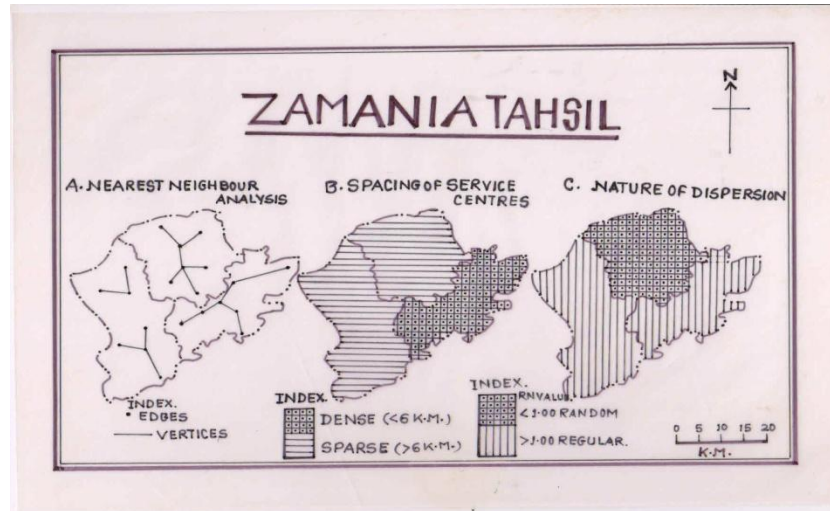 ZAMANIA TAHSIL
N
A. NEAREST NEIGHBOUR
ANALYSIS
B. SPACING OF SERVICE
CENTRES
C. NATURE OF DISPERSION
INDEX.
EDGES
VERTICES
INDEX.
DENSE (<6 K.M.)
SPARSE (>6 K.M.)
INDEX.
RN VALUE.
<1.00 RANDOM
>1.00 REGULAR.
0 5 10 15 20
K.M.